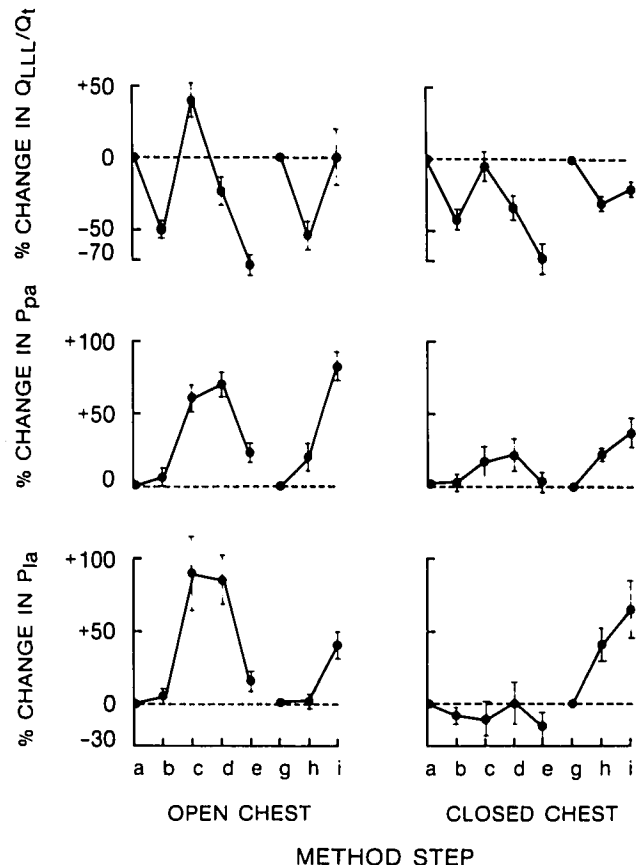 % CHANGE IN QLLL/Qt
+50
0
-50
-70
% CHANGE IN Ppa
+100
+50
0
% CHANGE IN Pla
+100
+50
0
-30
a b c d e g h i
a b c d e g h i
OPEN CHEST
CLOSED CHEST
METHOD STEP